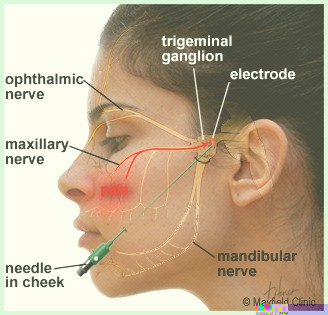 trigeminal
ganglion
electrode
ophthalmic
nerve
maxillary
nerve
needle
in cheek
mandibular
nerve
© Mayfield Clinic